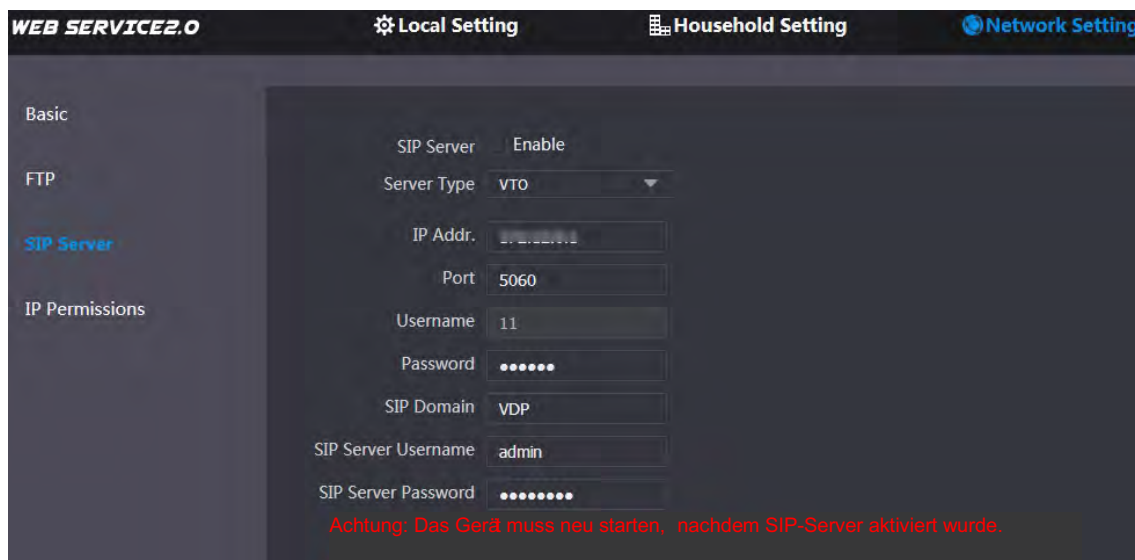 WEB SERVICE2.0
Local Setting
Household Setting
Network Setting
Basic
FTP
SIP Server
IP Permissions
SIP Server Enable
Server Type VTO
IP Addr.
Port 5060
Username 11
Password ••••••
SIP Domain VDP
SIP Server Username admin
SIP Server Password ••••••••
Achtung: Das Gerät muss neu starten, nachdem SIP-Server aktiviert wurde.